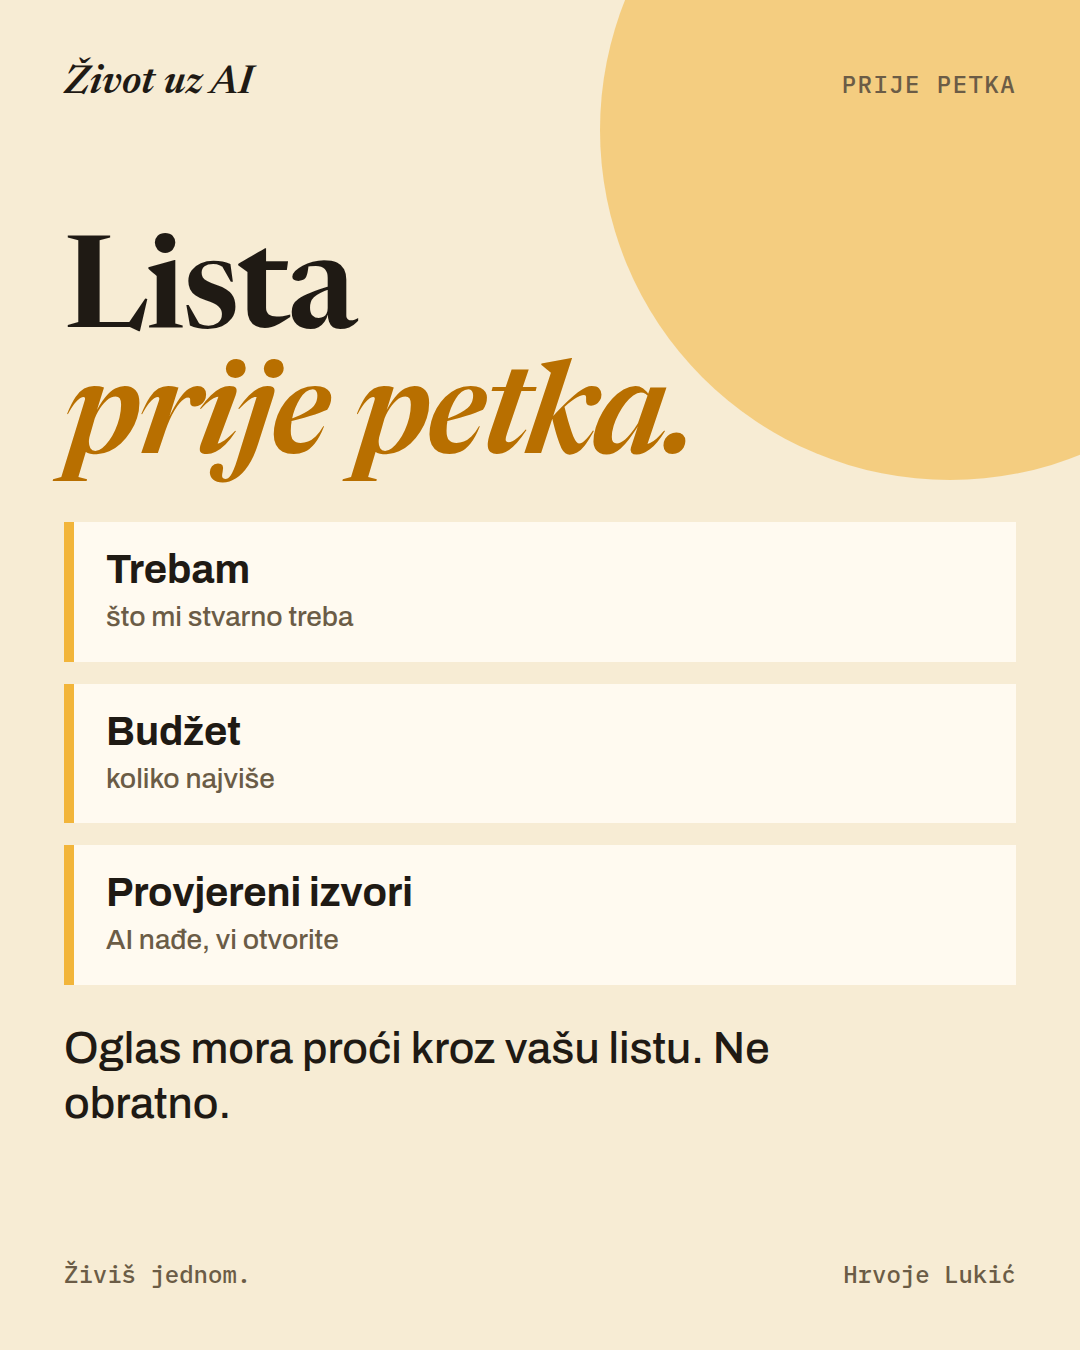 Život uz AI
PRIJE PETKA
Lista
prije petka.
Trebam
što mi stvarno treba
Budžet
koliko najviše
Provjereni izvori
AI nađe, vi otvorite
Oglas mora proći kroz vašu listu. Ne
obratno.
Živiš jednom.
Hrvoje Lukić